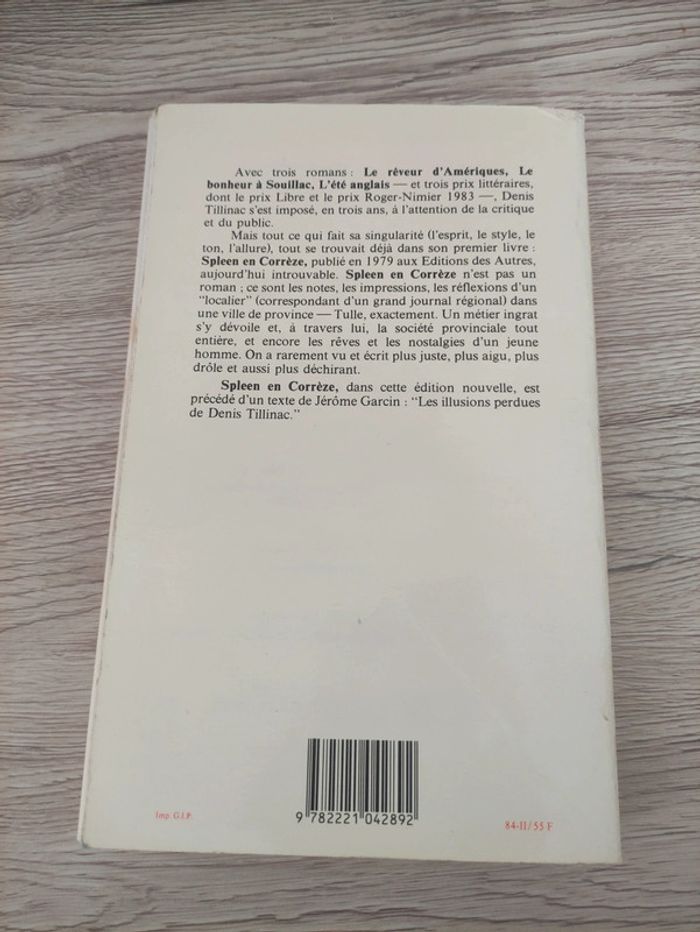 Avec trois romans : Le rêveur d'Amériques, Le
bonheur à Souillac, L'été anglais — et trois prix littéraires,
dont le prix Libre et le prix Roger-Nimier 1983 —, Denis
Tillinac s'est imposé, en trois ans, à l'attention de la critique
et du public.
Mais tout ce qui fait sa singularité (l'esprit, le style, le
ton, l'allure), tout se trouvait déjà dans son premier livre :
Spleen en Corrèze, publié en 1979 aux Editions des Autres,
aujourd'hui introuvable. Spleen en Corrèze n'est pas un
roman ; ce sont les notes, les impressions, les réflexions d'un
"localier" (correspondant d'un grand journal régional) dans
une ville de province — Tulle, exactement. Un métier ingrat
s'y dévoile et, à travers lui, la société provinciale tout
entière, et encore les rêves et les nostalgies d'un jeune
homme. On a rarement vu et écrit plus juste, plus aigu, plus
drôle et aussi plus déchirant.
Spleen en Corrèze, dans cette édition nouvelle, est
précédé d'un texte de Jérôme Garcin : "Les illusions perdues
de Denis Tillinac."
Imp. G.I.P.
9 782221 042892
84-II/55 F